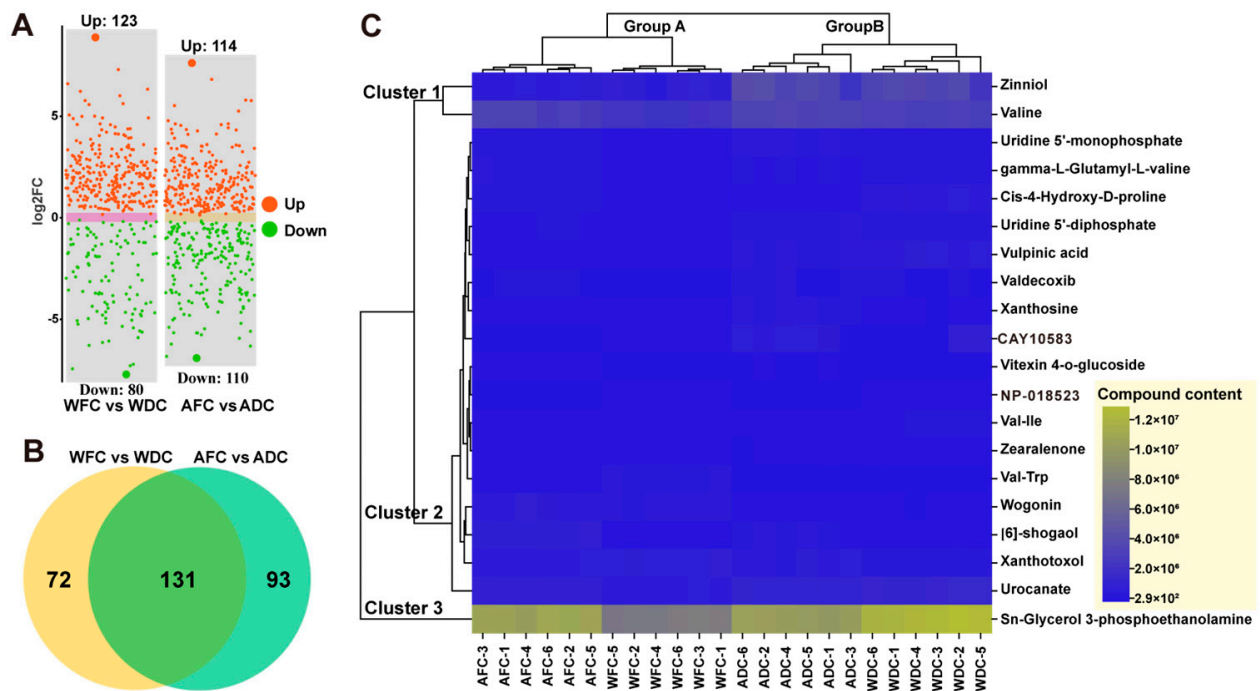 A
Up: 123
Up: 114
log2FC
5
0
-5
Up
Down
Down: 80
Down: 110
WFC vs WDC
AFC vs ADC
B
WFC vs WDC
AFC vs ADC
72
131
93
C
Group A
GroupB
Cluster 1
Cluster 2
Cluster 3
Zinniol
Valine
Uridine 5'-monophosphate
gamma-L-Glutamyl-L-valine
Cis-4-Hydroxy-D-proline
Uridine 5'-diphosphate
Vulpinic acid
Valdecoxib
Xanthosine
CAY10583
Vitexin 4-o-glucoside
NP-018523
Val-Ile
Zearalenone
Val-Trp
Wogonin
|6]-shogaol
Xanthotoxol
Urocanate
Sn-Glycerol 3-phosphoethanolamine
Compound content
1.2×10⁷
1.0×10⁷
8.0×10⁶
6.0×10⁶
4.0×10⁶
2.0×10⁶
2.9×10²
AFC-3
AFC-1
AFC-4
AFC-6
AFC-2
AFC-5
WFC-5
WFC-2
WFC-4
WFC-6
WFC-3
WFC-1
ADC-6
ADC-2
ADC-4
ADC-5
ADC-1
ADC-3
WDC-6
WDC-1
WDC-4
WDC-3
WDC-2
WDC-5